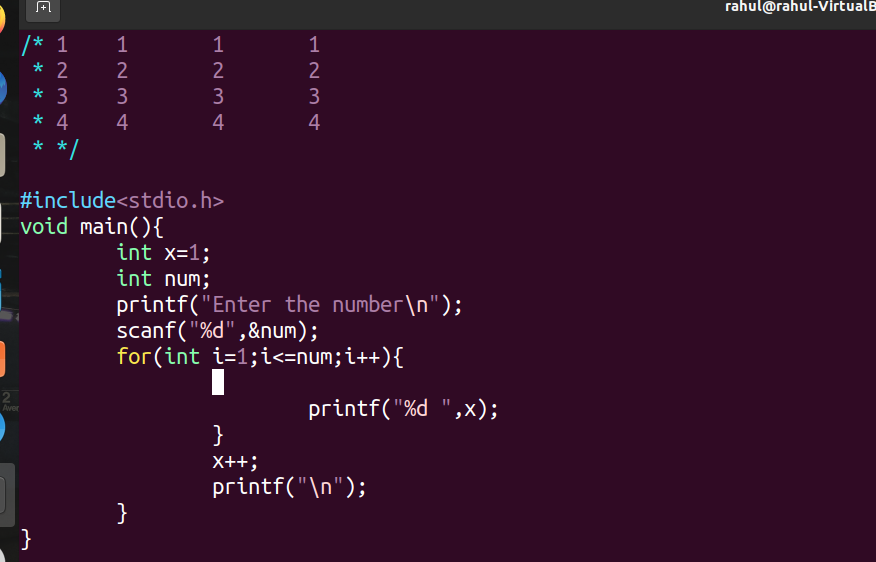 rahul@rahul-VirtualB
/* 1    1       1       1
 * 2    2       2       2
 * 3    3       3       3
 * 4    4       4       4
 * */
#include<stdio.h>
void main(){
        int x=1;
        int num;
        printf("Enter the number\n");
        scanf("%d",&num);
        for(int i=1;i<=num;i++){
                        printf("%d ",x);
                }
                x++;
                printf("\n");
        }
}
2
Aver